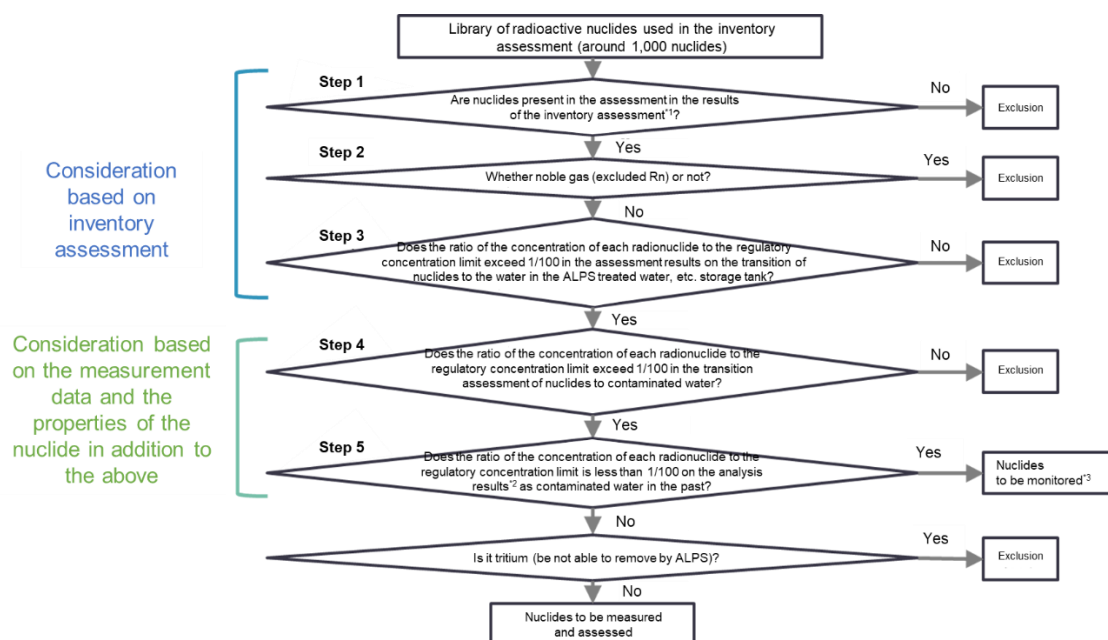 Library of radioactive nuclides used in the inventory
assessment (around 1,000 nuclides)
Step 1
Are nuclides present in the assessment in the results
of the inventory assessment*1?
No
Exclusion
Yes
Step 2
Whether noble gas (excluded Rn) or not?
Yes
Exclusion
No
Consideration
based on
inventory
assessment
Step 3
Does the ratio of the concentration of each radionuclide to the regulatory
concentration limit exceed 1/100 in the assessment results on the transition of
nuclides to the water in the ALPS treated water, etc. storage tank?
No
Exclusion
Yes
Consideration based
on the measurement
data and the
properties of the
nuclide in addition to
the above
Step 4
Does the ratio of the concentration of each radionuclide to the
regulatory concentration limit exceed 1/100 in the transition
assessment of nuclides to contaminated water?
No
Exclusion
Yes
Step 5
Does the ratio of the concentration of each radionuclide to the
regulatory concentration limit is less than 1/100 on the analysis
results*2 as contaminated water in the past?
Yes
Nuclides
to be monitored*3
No
Is it tritium (be not able to remove by ALPS)?
Yes
Exclusion
No
Nuclides to be measured
and assessed